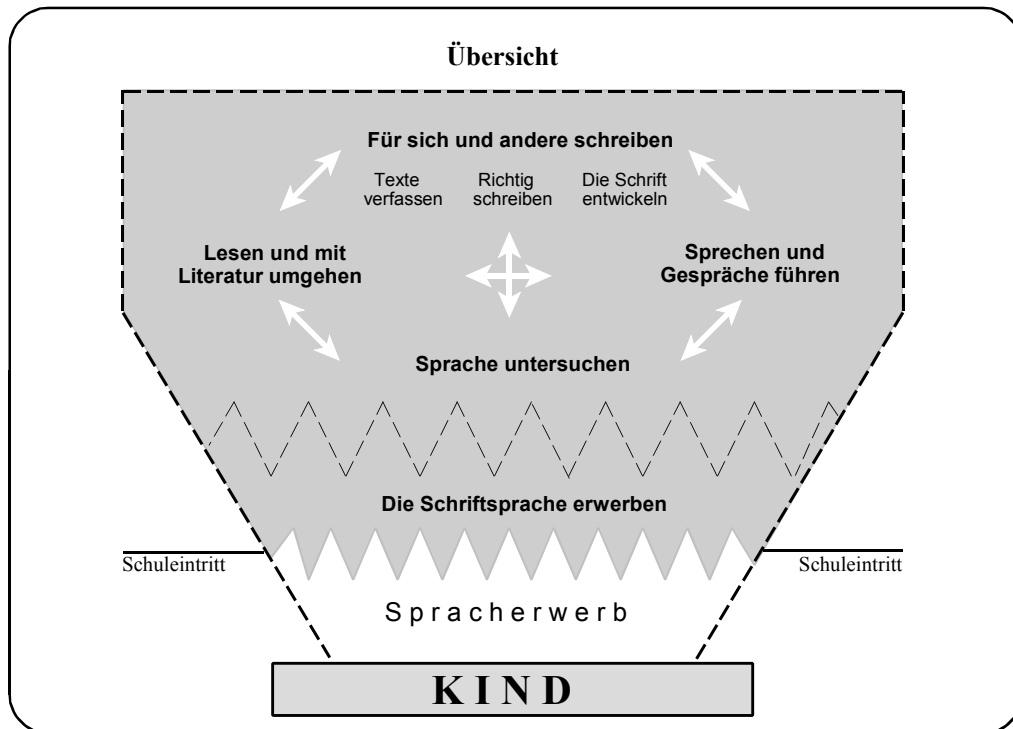 Übersicht
Für sich und andere schreiben
Texte verfassen
Richtig schreiben
Die Schrift entwickeln
Lesen und mit
Literatur umgehen
Sprechen und
Gespräche führen
Sprache untersuchen
Die Schriftsprache erwerben
Schuleintritt
Schuleintritt
Spracherwerb
KIND